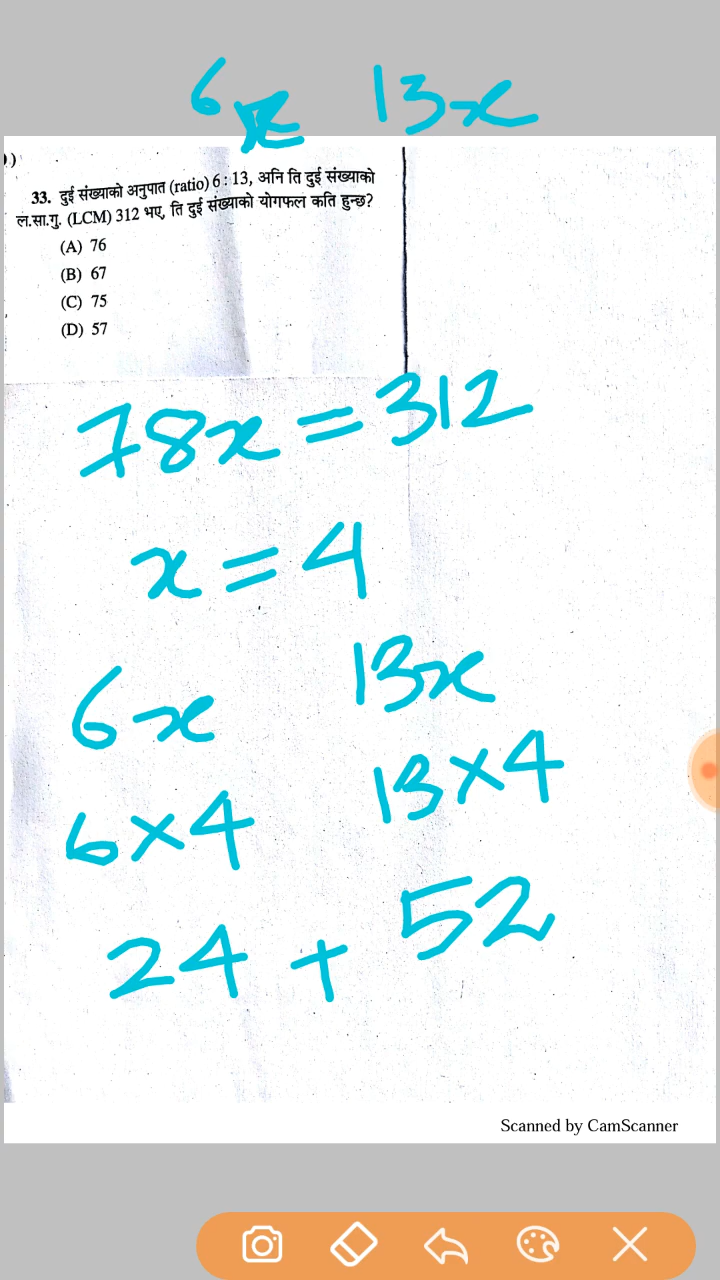 6x 13x
)
33. दुई संख्याको अनुपात (ratio) 6 : 13, अनि ति दुई संख्याको
ल.सा.गु. (LCM) 312 भए, ति दुई संख्याको योगफल कति हुन्छ?
(A) 76
(B) 67
(C) 75
(D) 57
78x = 312
x = 4
6x 13x
6 × 4 13 × 4
24 + 52
Scanned by CamScanner